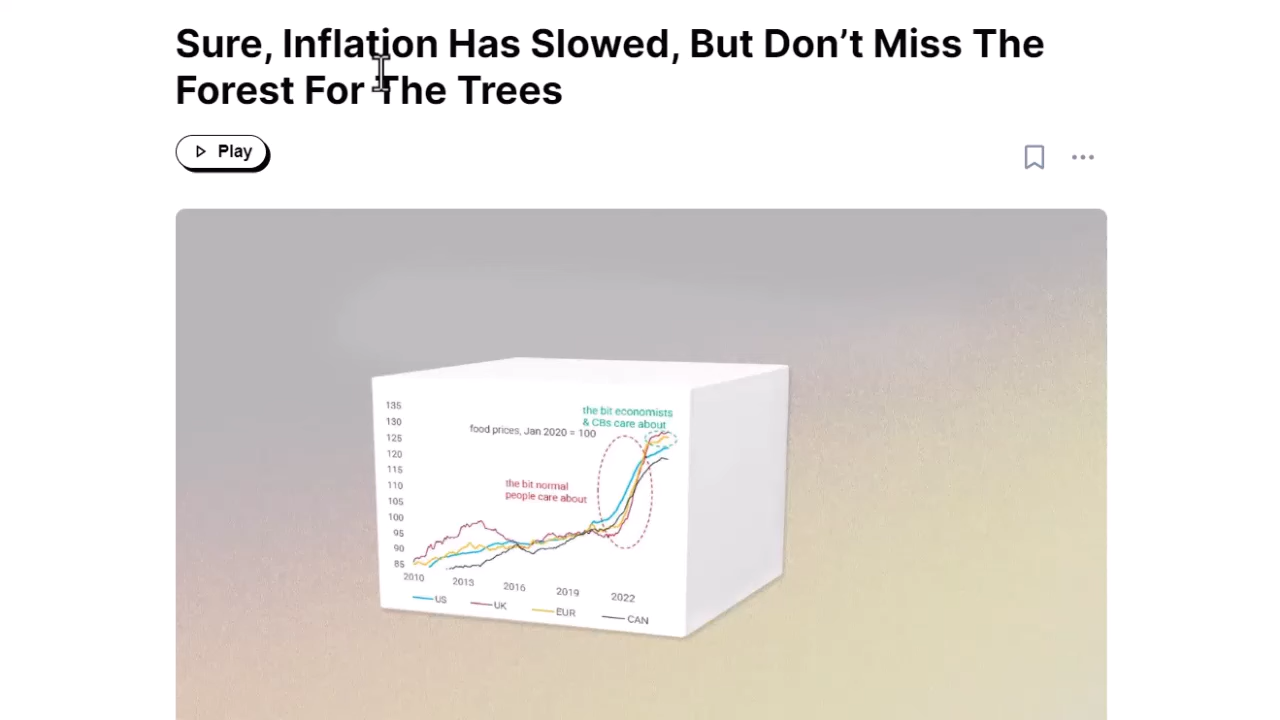 Sure, Inflation Has Slowed, But Don’t Miss The
Forest For The Trees
Play
the bit economists
& CBs care about
food prices, Jan 2020 = 100
the bit normal
people care about
135
130
125
120
115
110
105
100
95
90
85
2010 2013 2016 2019 2022
US UK EUR CAN